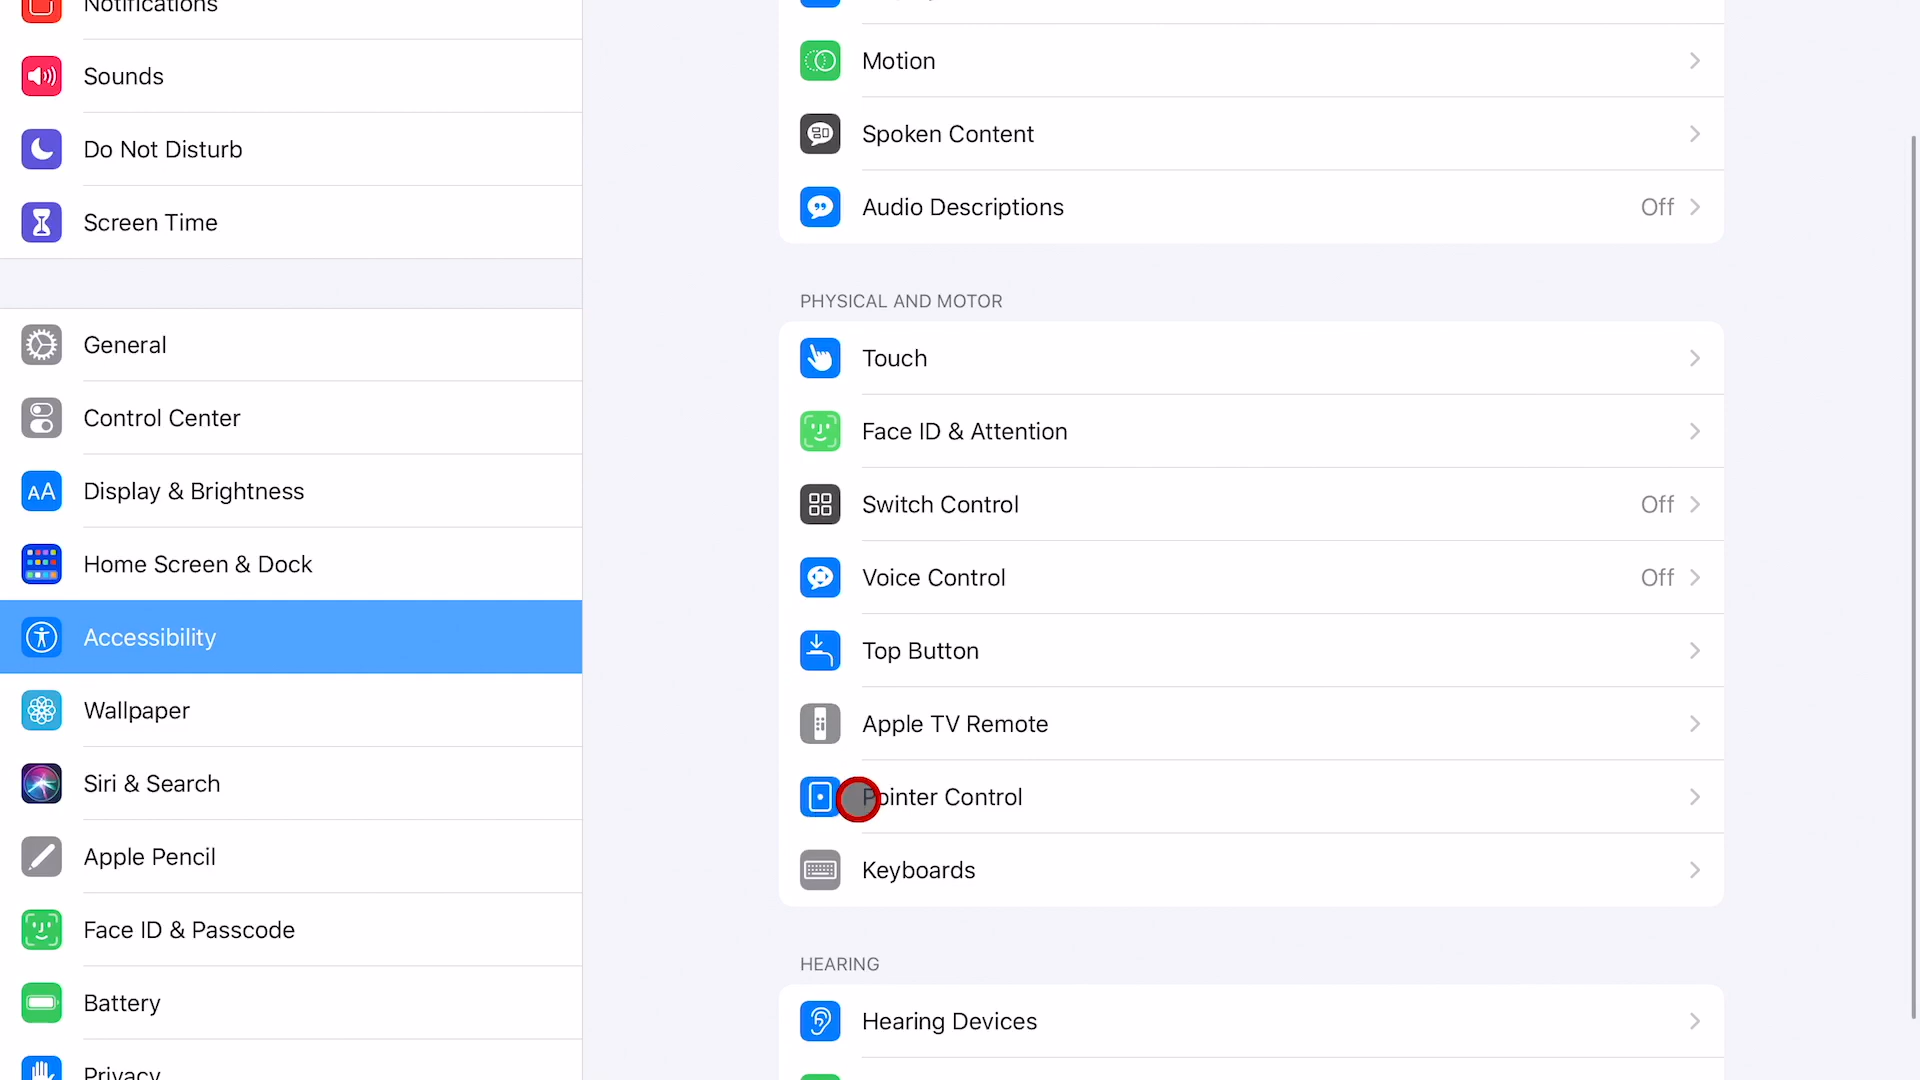 Notifications
Sounds
Do Not Disturb
Screen Time
General
Control Center
AA
Display & Brightness
Home Screen & Dock
Accessibility
Wallpaper
Siri & Search
Apple Pencil
Face ID & Passcode
Battery
Privacy
Motion
Spoken Content
Audio Descriptions
Off
PHYSICAL AND MOTOR
Touch
Face ID & Attention
Switch Control
Off
Voice Control
Off
Top Button
Apple TV Remote
Pointer Control
Keyboards
HEARING
Hearing Devices